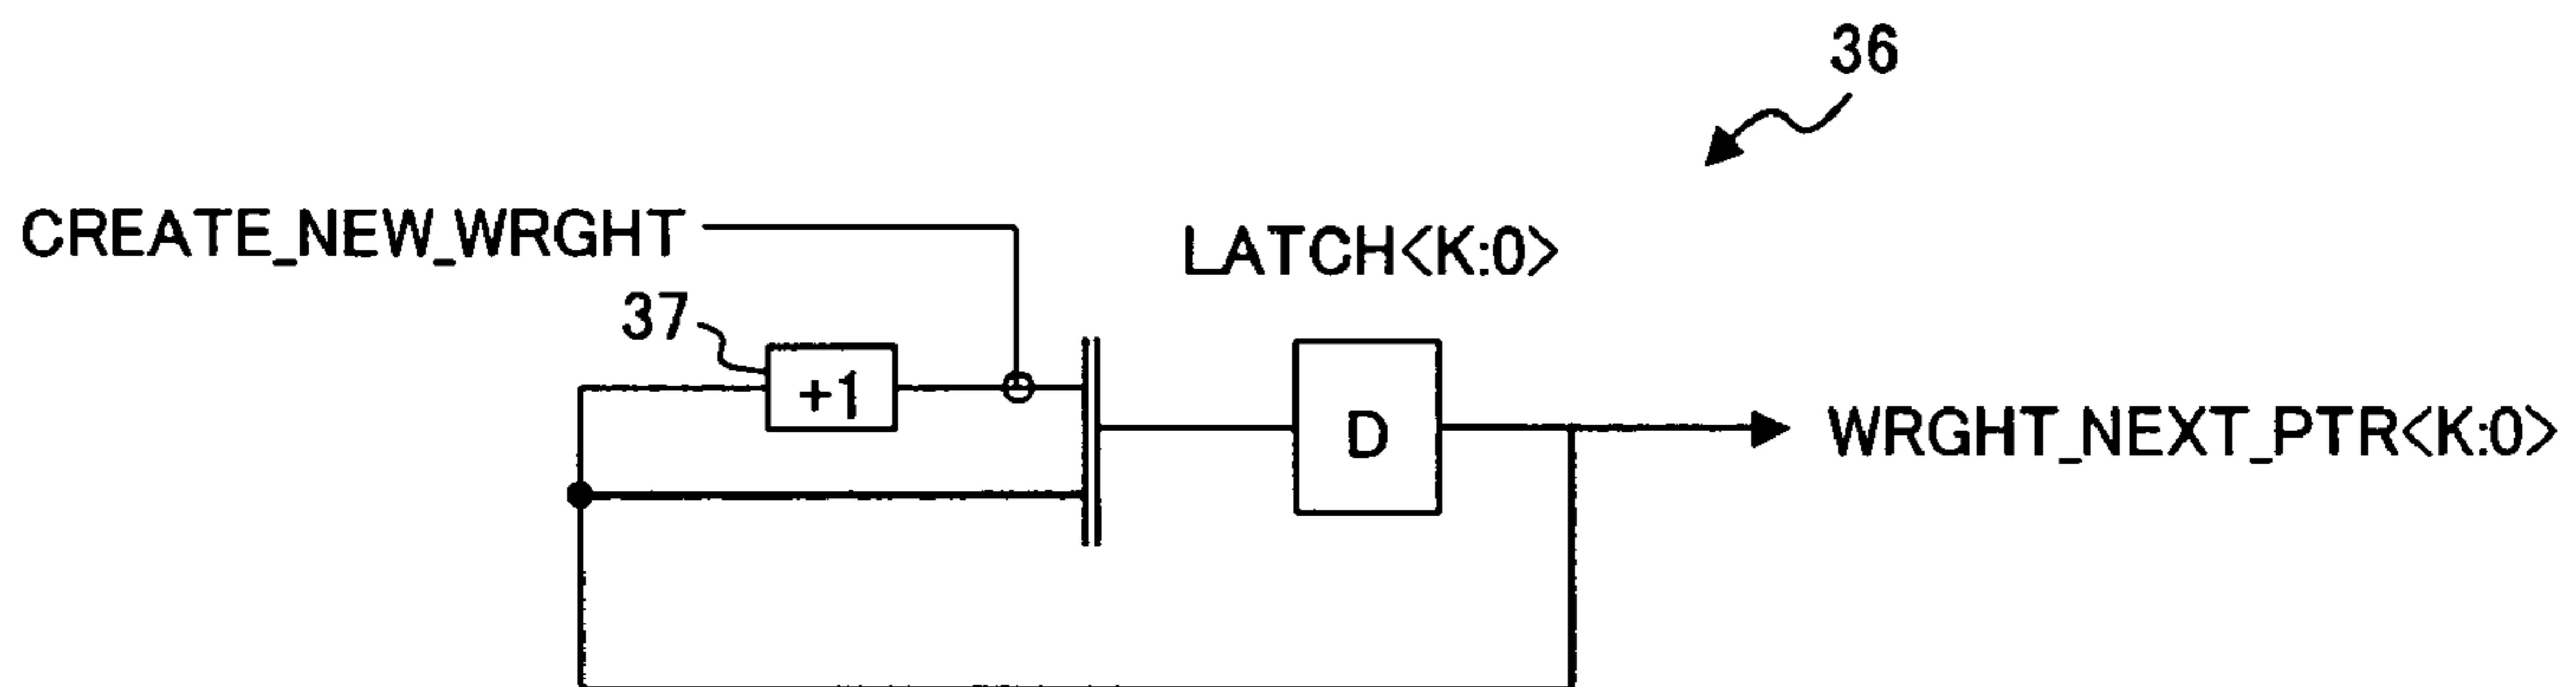 36
CREATE_NEW_WRGHT
LATCH<K:0>
37
+1
D
WRGHT_NEXT_PTR<K:0>